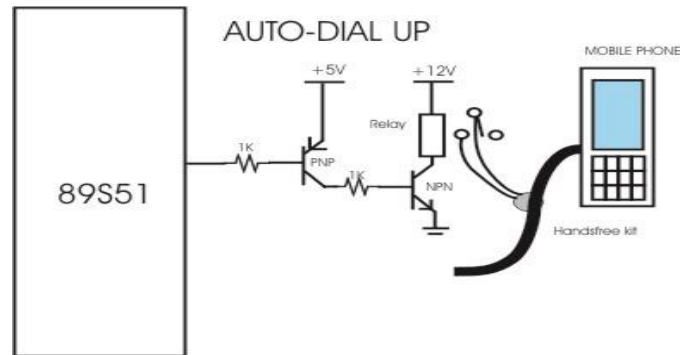 AUTO-DIAL UP
MOBILE PHONE
+5V
+12V
Relay
1K
PNP
1K
NPN
89S51
Handsfree kit